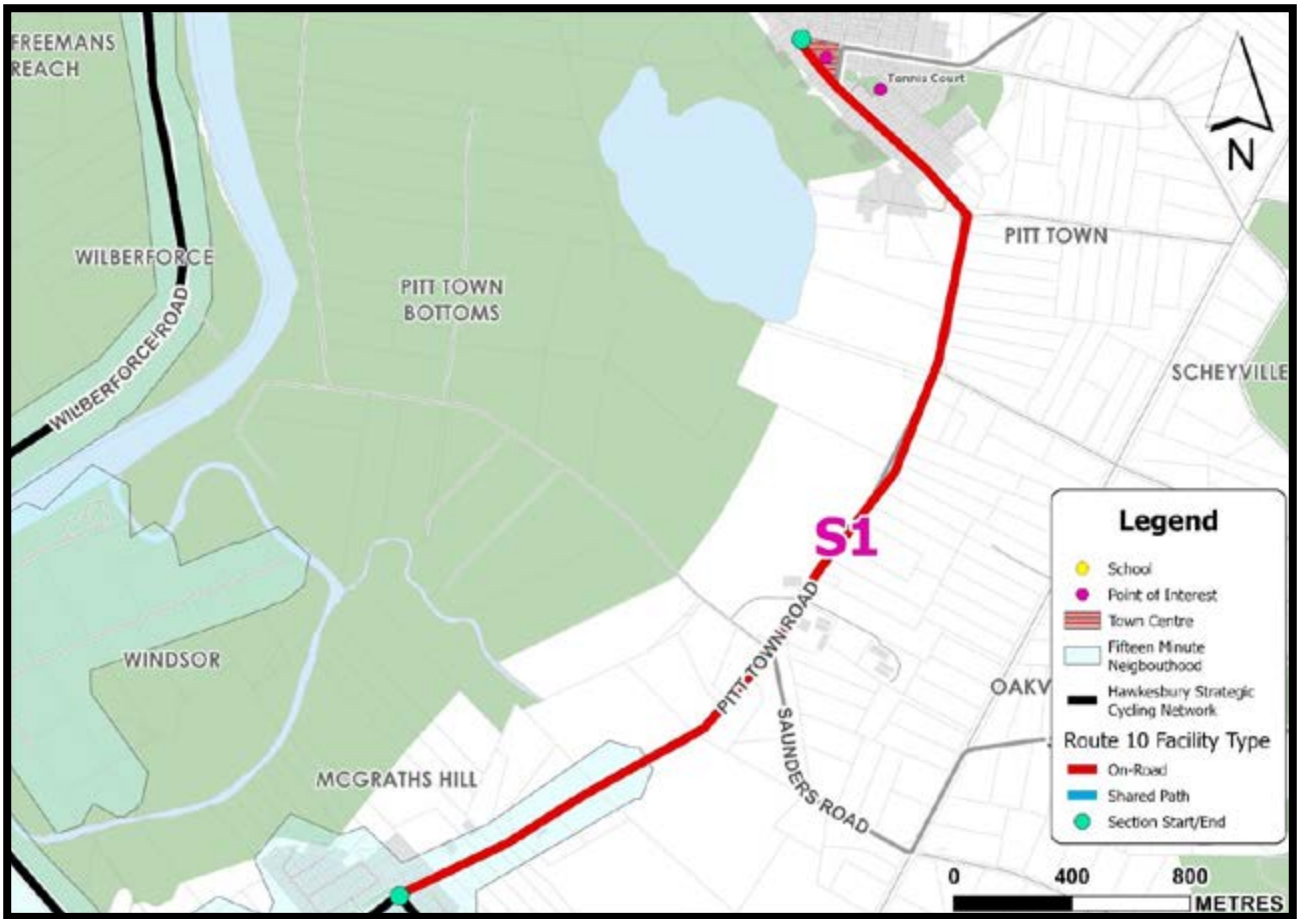 FREEMANS
REACH
Tennis Court
N
WILBERFORCE
PITT TOWN
PITT TOWN
BOTTOMS
WILBERFORCE ROAD
SCHEYVILLE
S1
PITT TOWN ROAD
WINDSOR
OAKV
SAUNDERS ROAD
MCGRATHS HILL
Legend
School
Point of Interest
Town Centre
Fifteen Minute
Neigbouthood
Hawkesbury Strategic
Cycling Network
Route 10 Facility Type
On-Road
Shared Path
Section Start/End
0 400 800
METRES